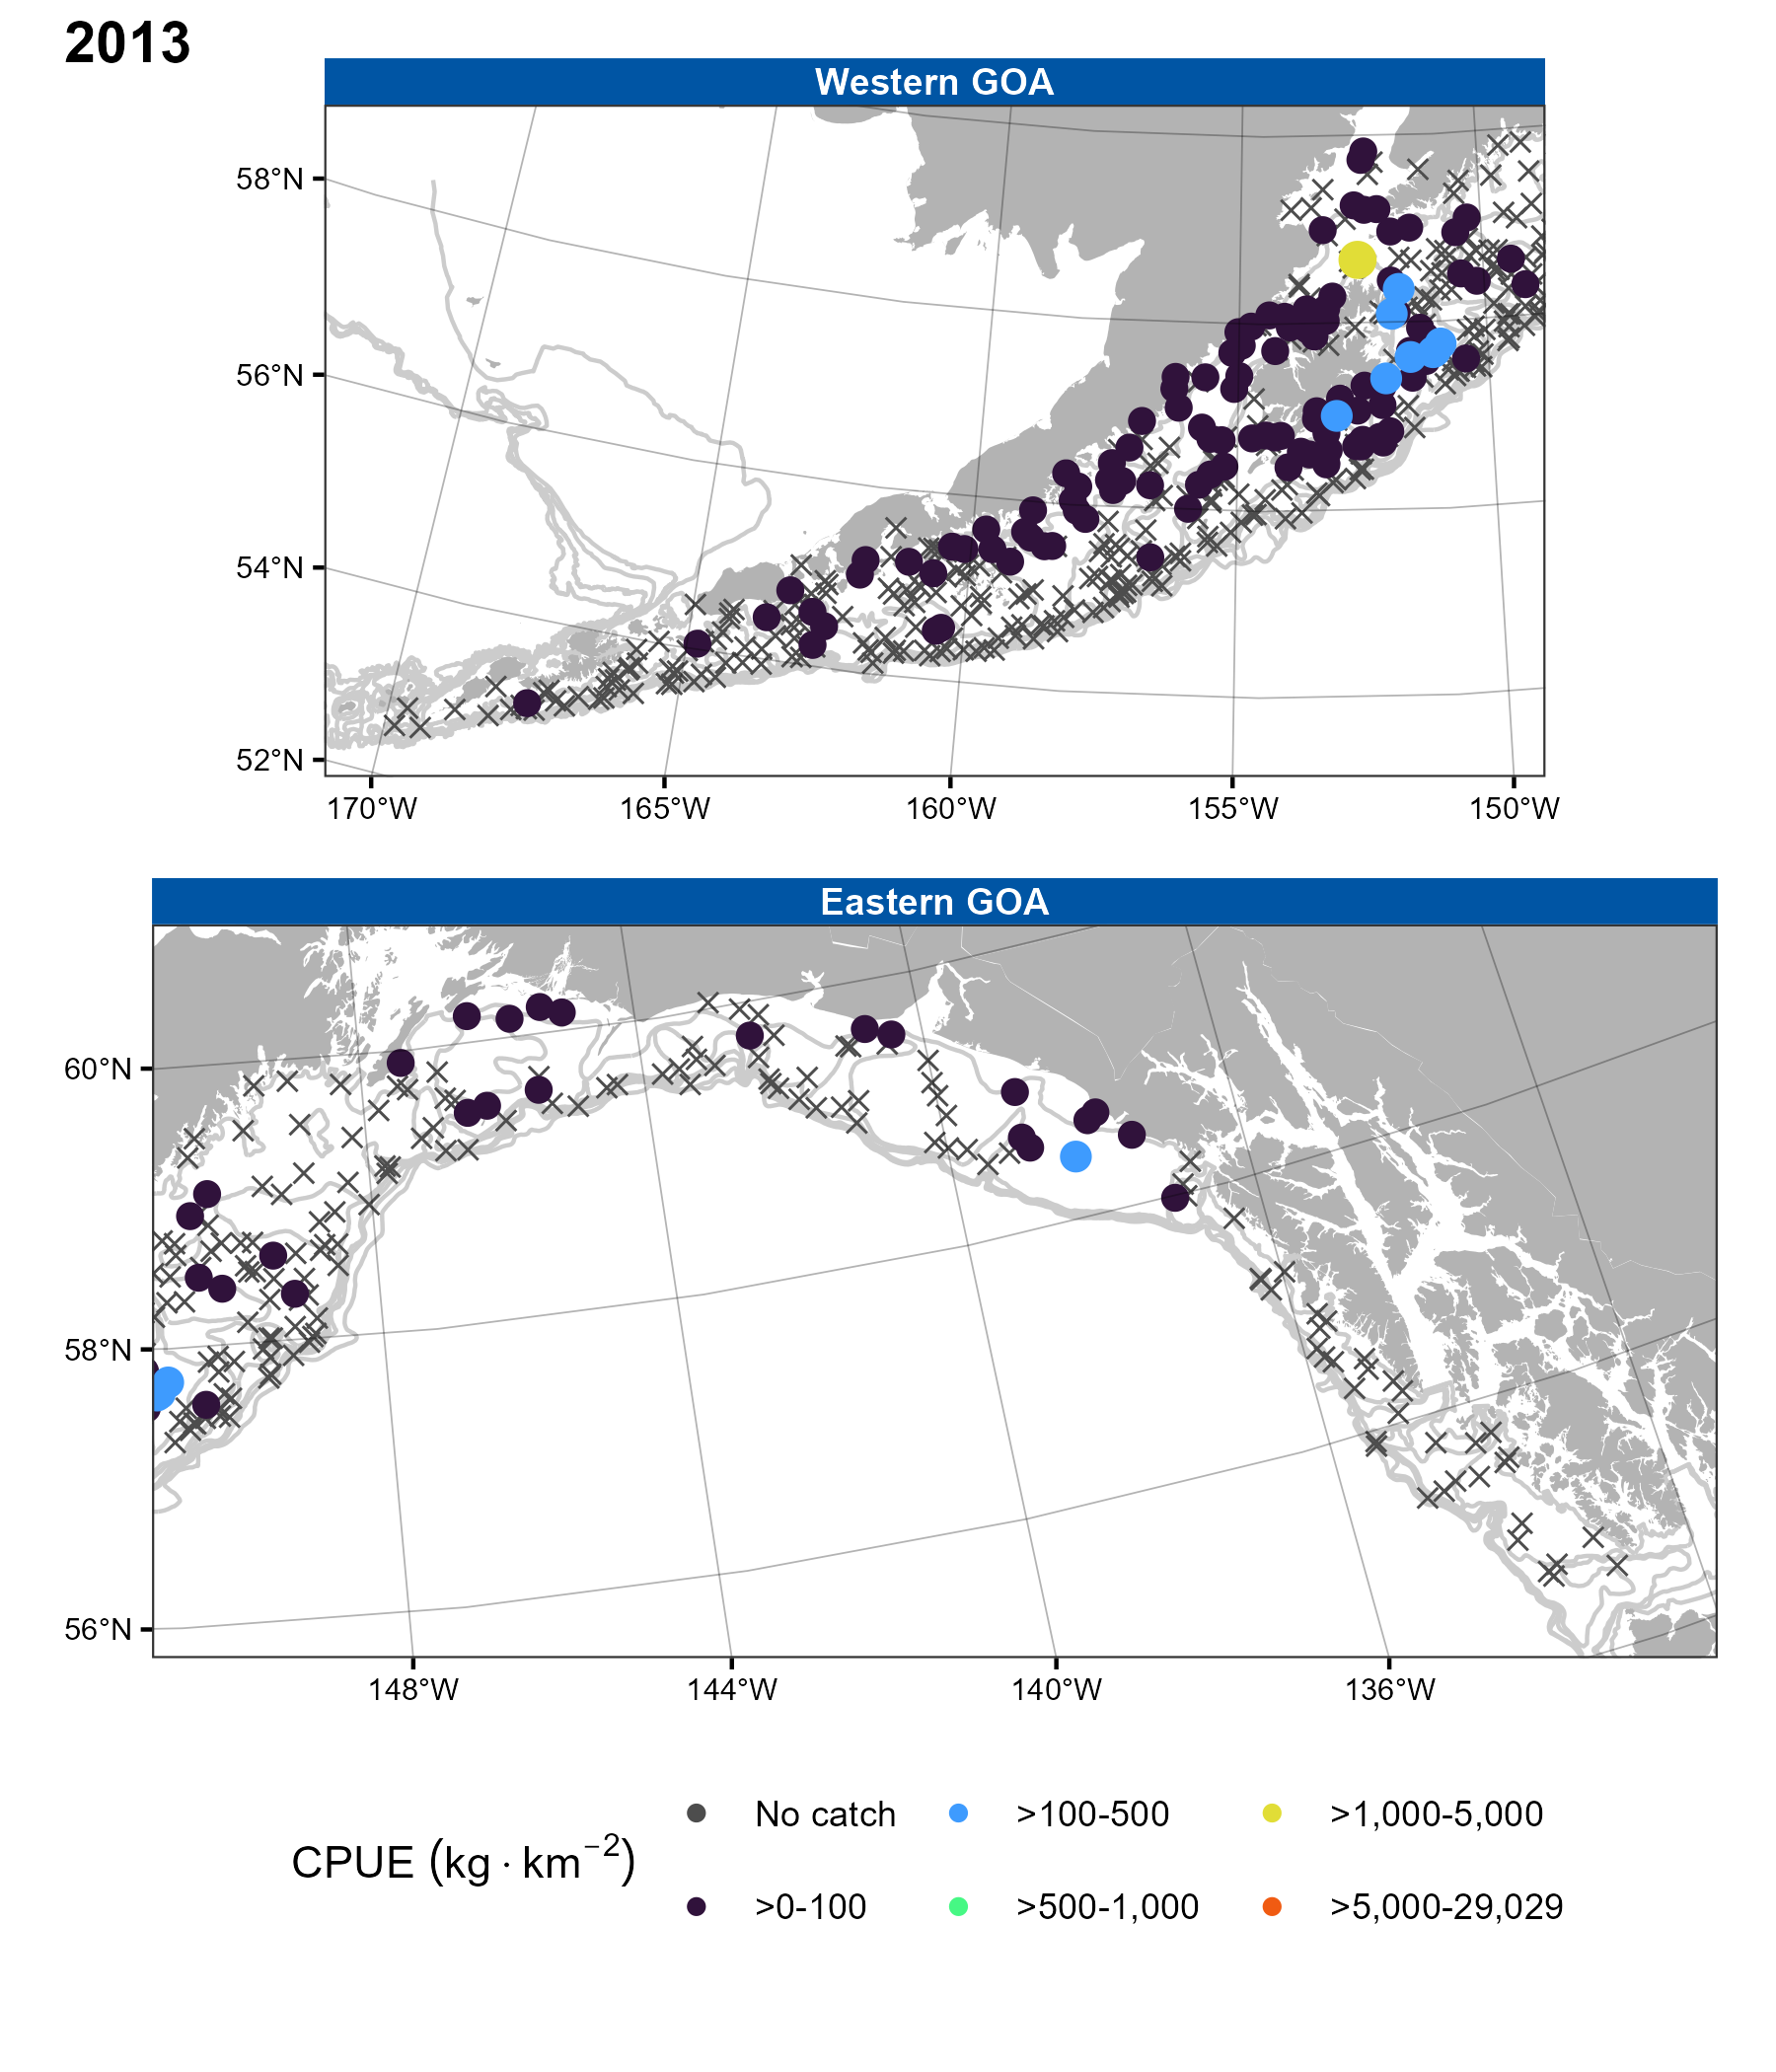 2013
Western GOA
58°N
56°N
54°N
52°N
170°W 165°W 160°W 155°W 150°W
Eastern GOA
60°N
58°N
56°N
148°W 144°W 140°W 136°W
CPUE (kg · km⁻²)
No catch >100-500 >1,000-5,000
>0-100 >500-1,000 >5,000-29,029